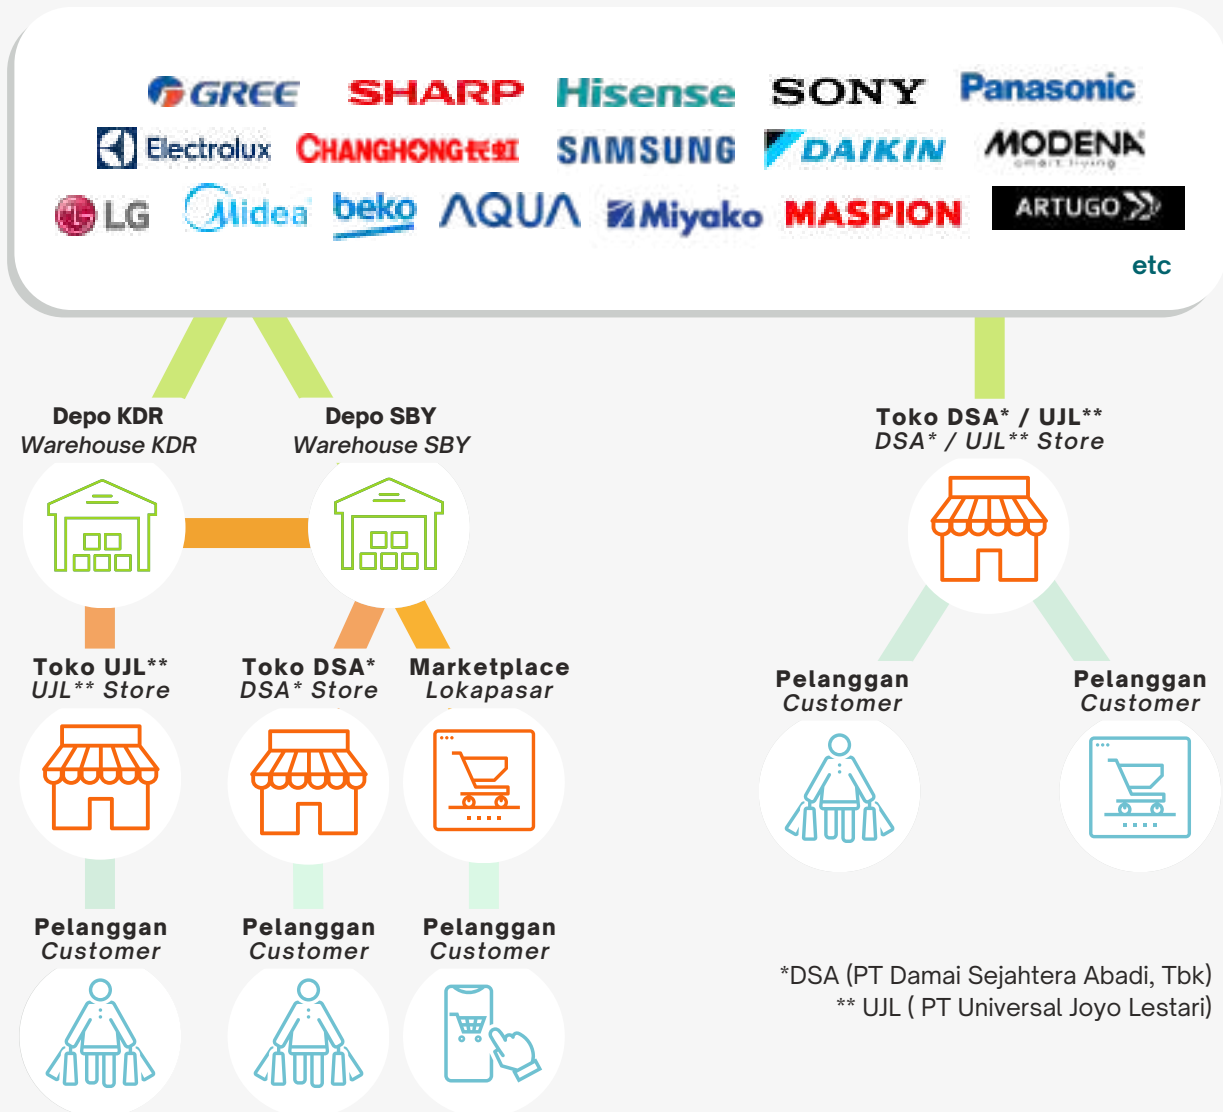 GREE SHARP Hisense SONY Panasonic
Electrolux CHANGHONG长虹 SAMSUNG DAIKIN MODENA
smart living
LG Midea beko AQUA Miyako MASPION ARTUGO
etc
Depo KDR
Warehouse KDR
Depo SBY
Warehouse SBY
Toko DSA* / UJL**
DSA* / UJL** Store
Toko UJL**
UJL** Store
Toko DSA*
DSA* Store
Marketplace
Lokapasar
Pelanggan
Customer
Pelanggan
Customer
Pelanggan
Customer
Pelanggan
Customer
Pelanggan
Customer
*DSA (PT Damai Sejahtera Abadi, Tbk)
** UJL ( PT Universal Joyo Lestari)